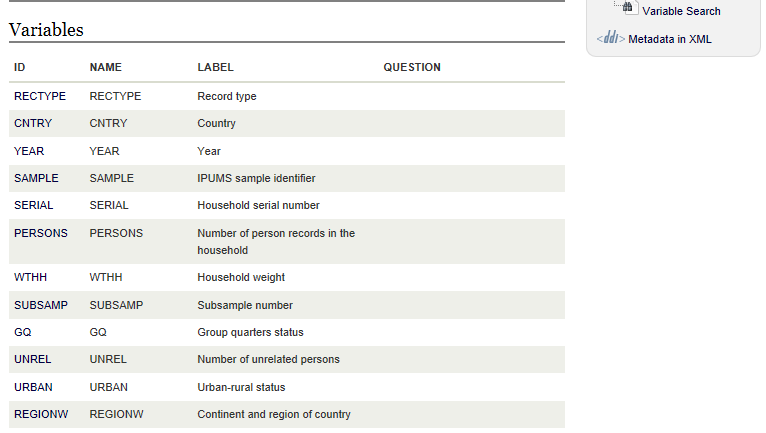 Variable Search
<ddi> Metadata in XML
Variables
ID NAME LABEL QUESTION
RECTYPE RECTYPE Record type
CNTRY CNTRY Country
YEAR YEAR Year
SAMPLE SAMPLE IPUMS sample identifier
SERIAL SERIAL Household serial number
PERSONS PERSONS Number of person records in the
household
WTHH WTHH Household weight
SUBSAMP SUBSAMP Subsample number
GQ GQ Group quarters status
UNREL UNREL Number of unrelated persons
URBAN URBAN Urban-rural status
REGIONW REGIONW Continent and region of country